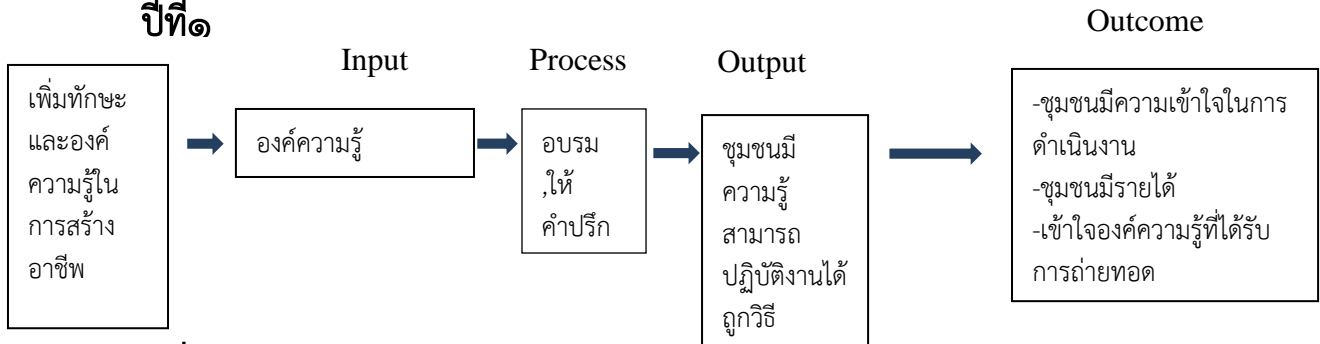 ปีที่๑
Outcome
Input
Process
Output
เพิ่มทักษะ
และองค์
ความรู้ใน
การสร้าง
อาชีพ
องค์ความรู้
อบรม
,ให้
คำปรึก
ชุมชนมี
ความรู้
สามารถ
ปฏิบัติงานได้
ถูกวิธี
-ชุมชนมีความเข้าใจในการ
ดำเนินงาน
-ชุมชนมีรายได้
-เข้าใจองค์ความรู้ที่ได้รับ
การถ่ายทอด